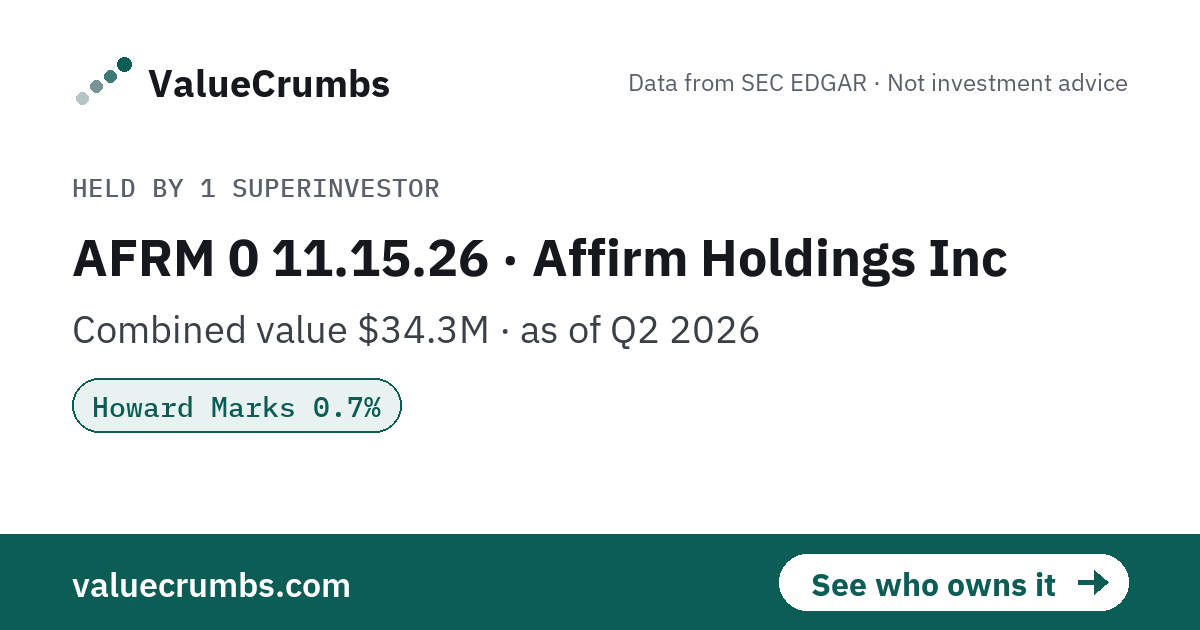 ValueCrumbs
Data from SEC EDGAR · Not investment advice
HELD BY 1 SUPERINVESTOR
AFRM 0 11.15.26 · Affirm Holdings Inc
Combined value $34.3M · as of Q2 2026
Howard Marks 0.7%
valuecrumbs.com
See who owns it